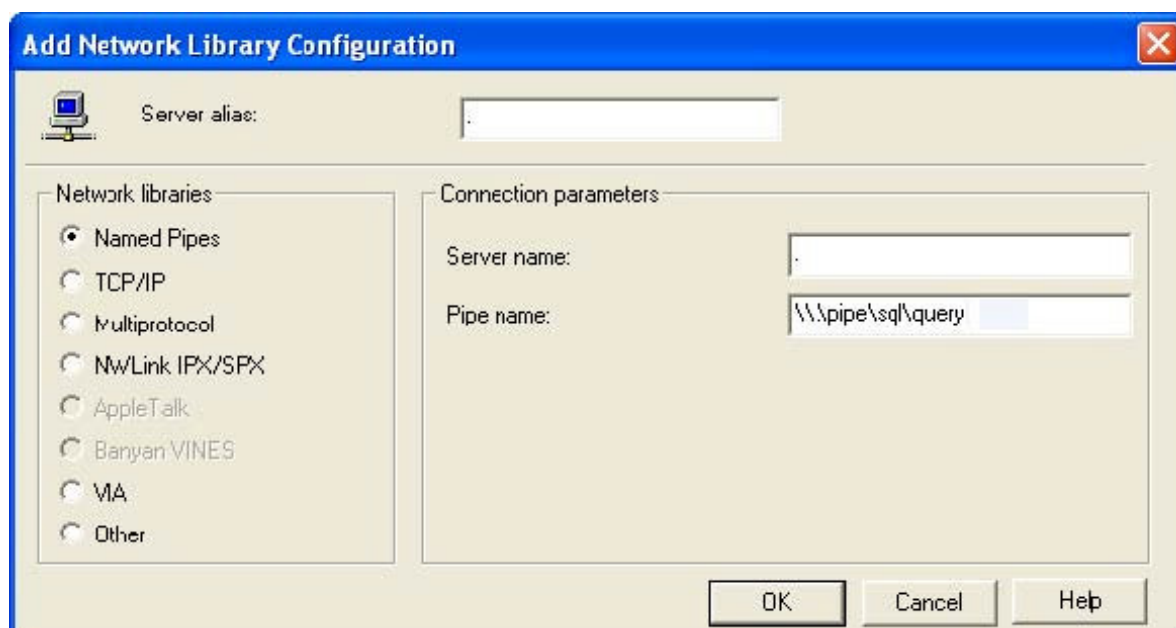 Add Network Library Configuration
Server alias: .
Network libraries
Named Pipes
TCP/IP
Multiprotocol
NWLink IPX/SPX
AppleTalk
Banyan VINES
VIA
Other
Connection parameters
Server name: .
Pipe name: \\.\pipe\sql\query
OK Cancel Help